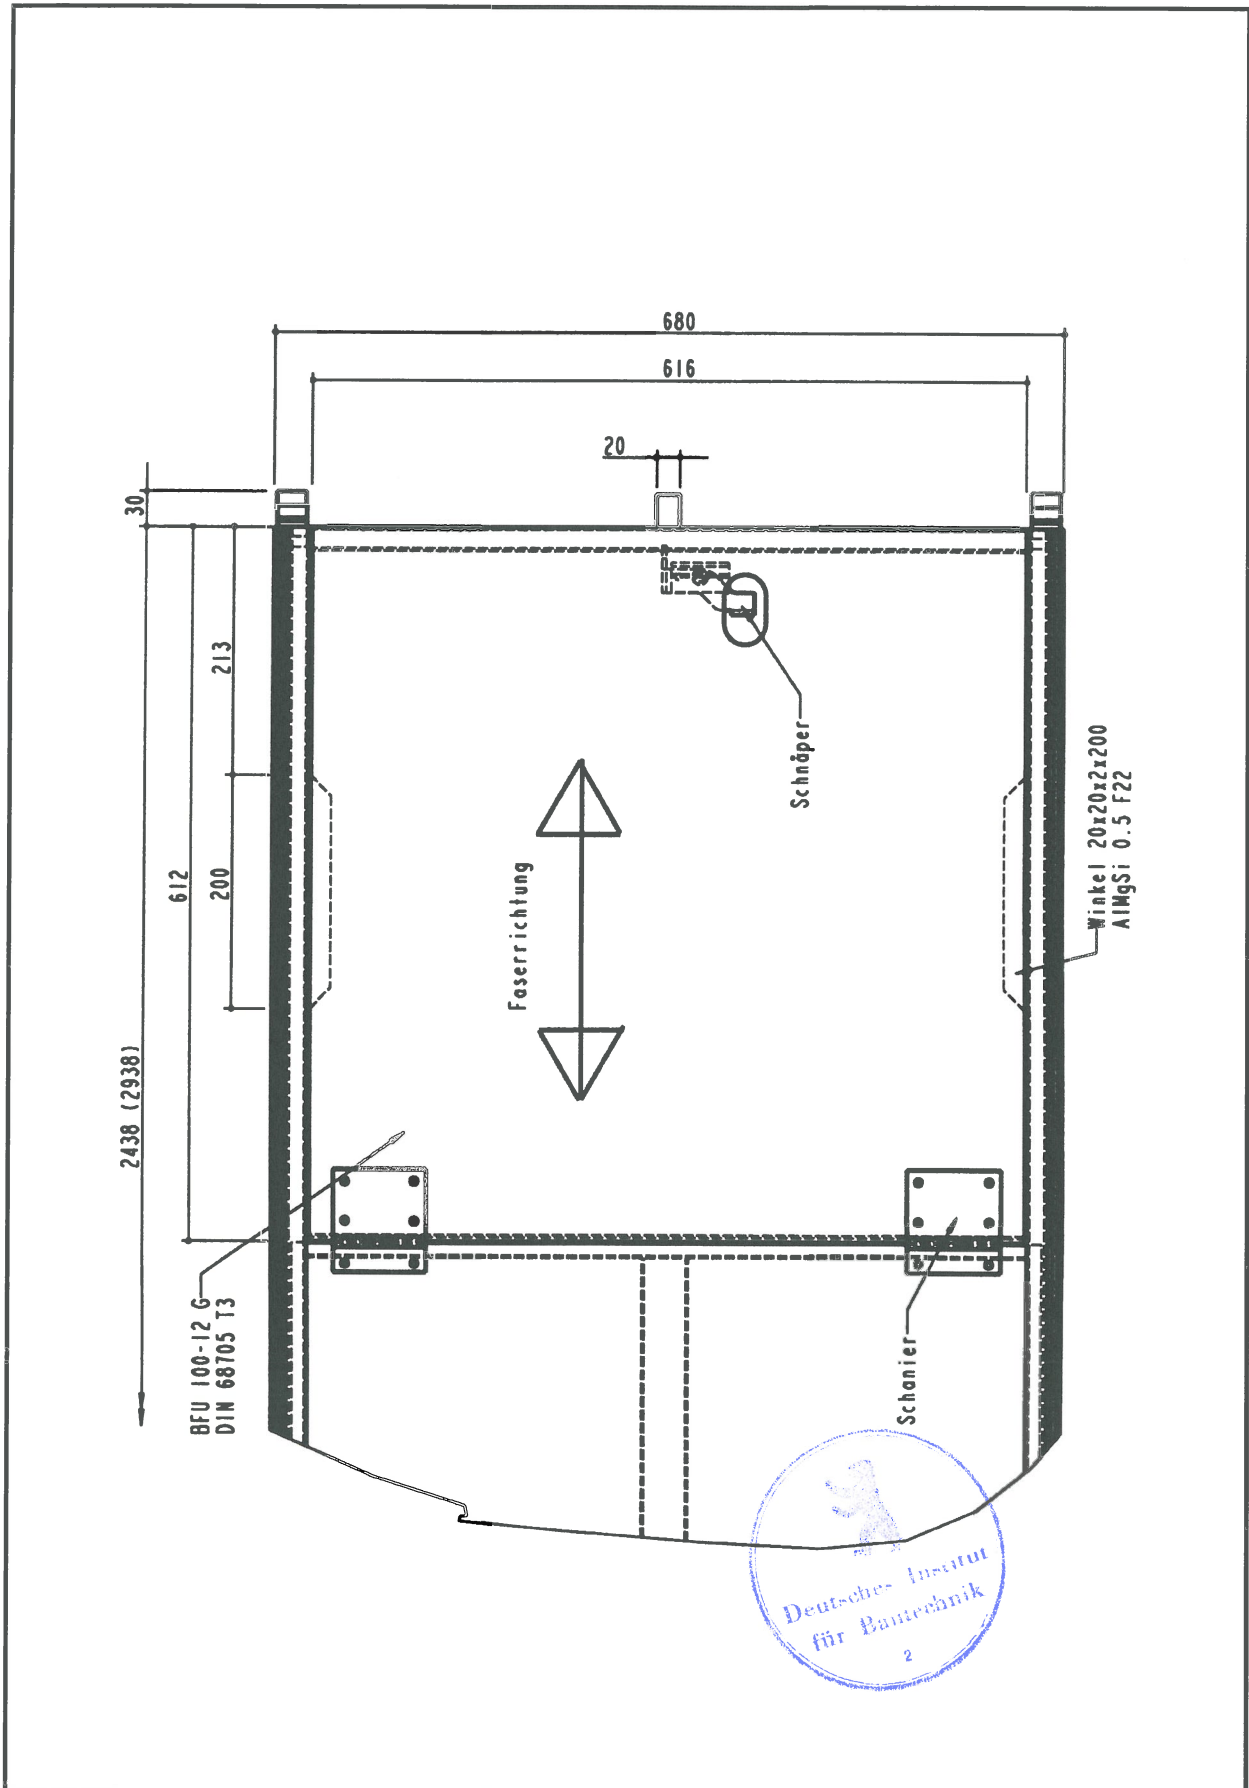 680
616
20
30
213
612
200
2438 (2938)
Schnäper
Winkel 20x20x2x200
AlMgSi 0.5 F22
Faserrichtung
BFU 100-12 G
DIN 68705 T3
Schanier
Deutsches Institut
für Bautechnik
2